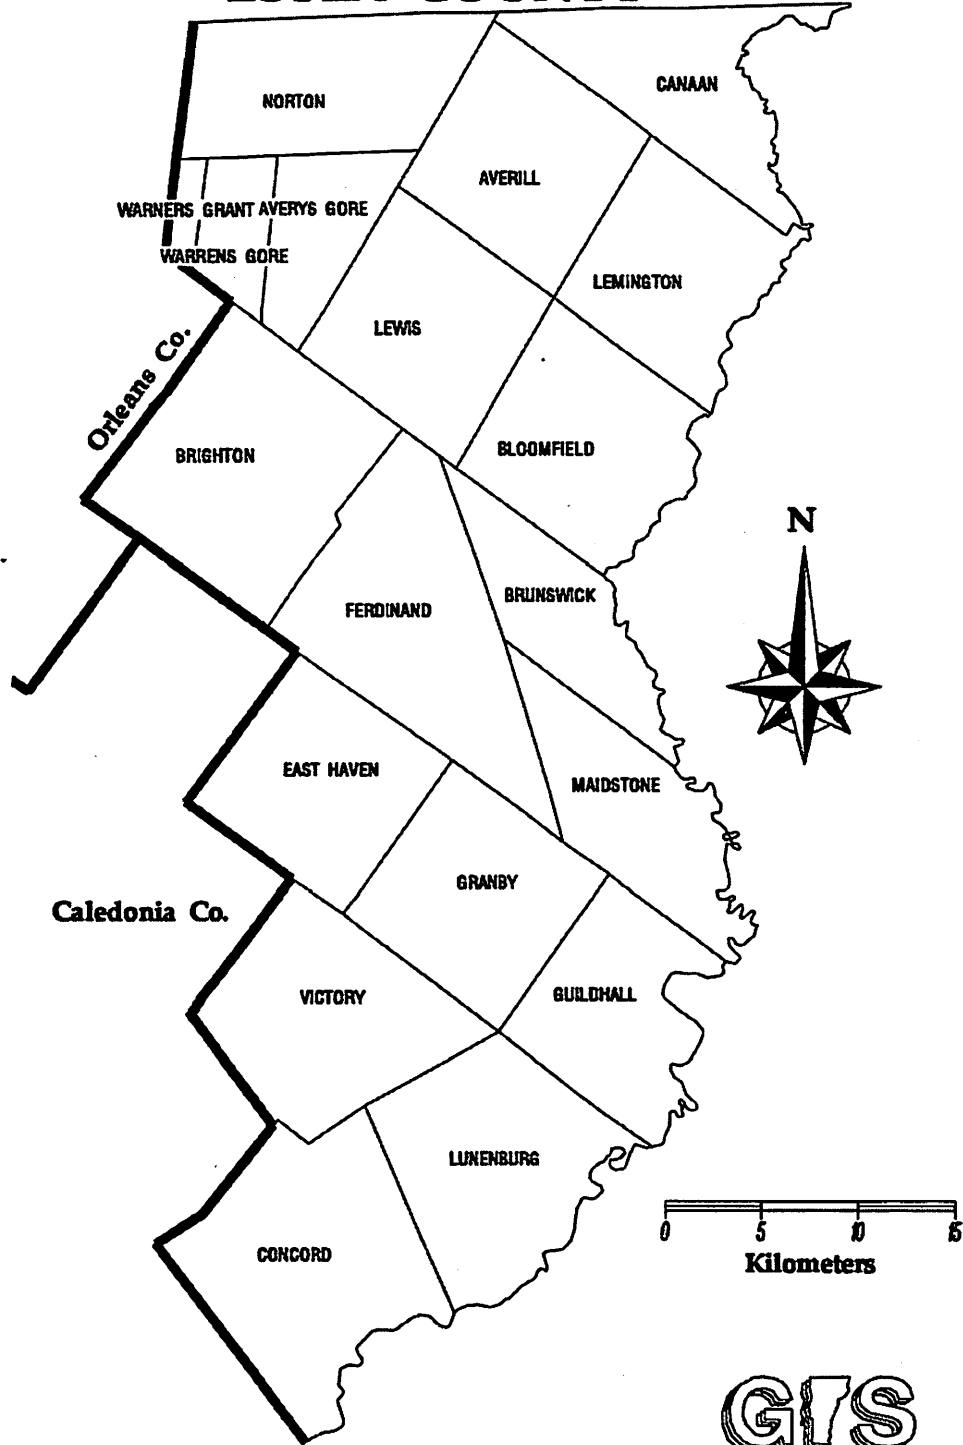 CANAAN
NORTON
AVERILL
WARNERS GRANT AVERYS GORE
WARRENS GORE
LEMINGTON
LEWIS
Orleans Co.
BRIGHTON
BLOOMFIELD
N
BRUNSWICK
FERDINAND
EAST HAVEN
MAIDSTONE
GRANBY
Caledonia Co.
VICTORY
GUILDHALL
LUNENBURG
0 5 10 15
Kilometers
CONCORD
GIS